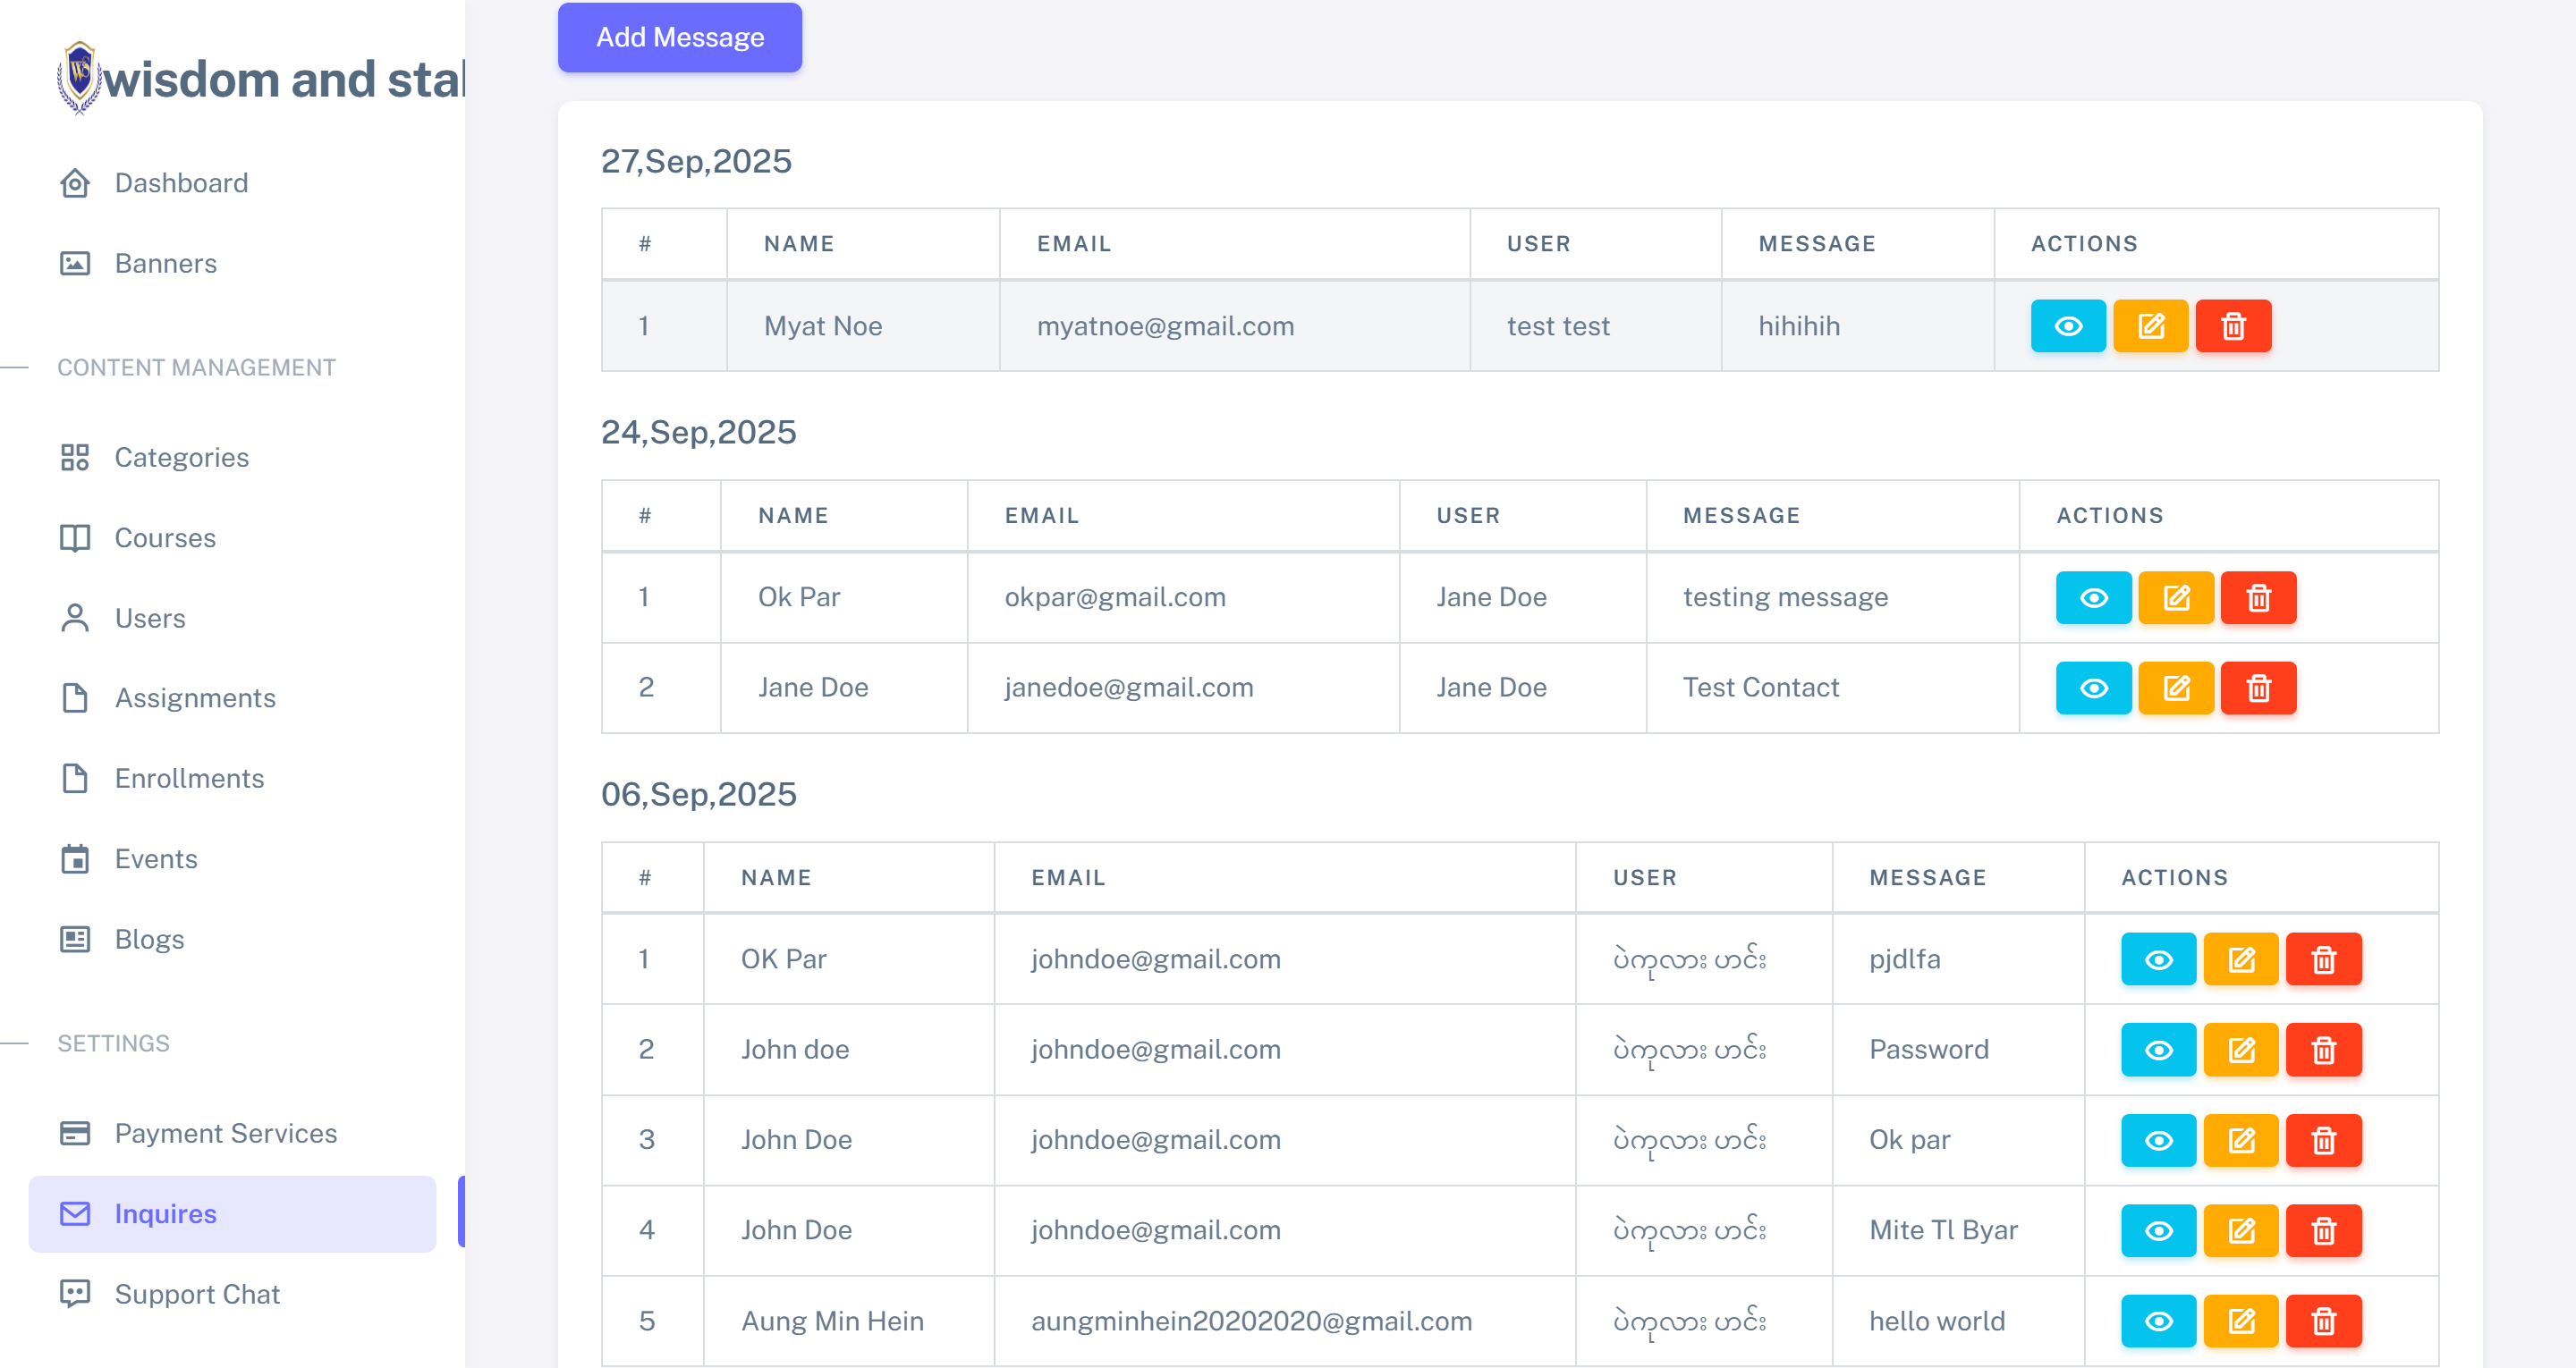 Add Message
wisdom and sta
Dashboard
Banners
CONTENT MANAGEMENT
Categories
Courses
Users
Assignments
Enrollments
Events
Blogs
SETTINGS
Payment Services
Inquires
Support Chat
27,Sep,2025
# NAME EMAIL USER MESSAGE ACTIONS
1 Myat Noe myatnoe@gmail.com test test hihihih
24,Sep,2025
# NAME EMAIL USER MESSAGE ACTIONS
1 Ok Par okpar@gmail.com Jane Doe testing message
2 Jane Doe janedoe@gmail.com Jane Doe Test Contact
06,Sep,2025
# NAME EMAIL USER MESSAGE ACTIONS
1 OK Par johndoe@gmail.com ပဲကုလား ဟင်း pjdlfa
2 John doe johndoe@gmail.com ပဲကုလား ဟင်း Password
3 John Doe johndoe@gmail.com ပဲကုလား ဟင်း Ok par
4 John Doe johndoe@gmail.com ပဲကုလား ဟင်း Mite Tl Byar
5 Aung Min Hein aungminhein20202020@gmail.com ပဲကုလား ဟင်း hello world